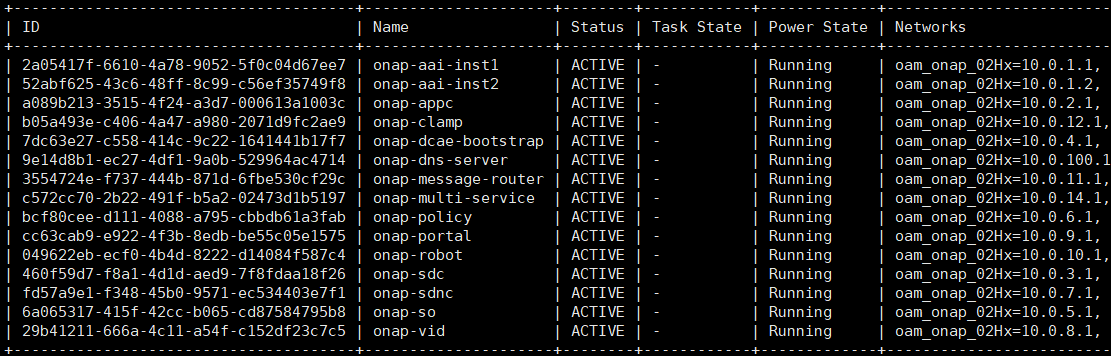 +--------------------------------------+----------------------+--------+------------+-------------+-------------------------
| ID | Name | Status | Task State | Power State | Networks
+--------------------------------------+----------------------+--------+------------+-------------+-------------------------
| 2a05417f-6610-4a78-9052-5f0c04d67ee7 | onap-aai-inst1 | ACTIVE | - | Running | oam_onap_02Hx=10.0.1.1,
| 52abf625-43c6-48ff-8c99-c56ef35749f8 | onap-aai-inst2 | ACTIVE | - | Running | oam_onap_02Hx=10.0.1.2,
| a089b213-3515-4f24-a3d7-000613a1003c | onap-appc | ACTIVE | - | Running | oam_onap_02Hx=10.0.2.1,
| b05a493e-c406-4a47-a980-2071d9fc2ae9 | onap-clamp | ACTIVE | - | Running | oam_onap_02Hx=10.0.12.1,
| 7dc63e27-c558-414c-9c22-1641441b17f7 | onap-dcae-bootstrap | ACTIVE | - | Running | oam_onap_02Hx=10.0.4.1,
| 9e14d8b1-ec27-4df1-9a0b-529964ac4714 | onap-dns-server | ACTIVE | - | Running | oam_onap_02Hx=10.0.100.1
| 3554724e-f737-444b-871d-6fbe530cf29c | onap-message-router | ACTIVE | - | Running | oam_onap_02Hx=10.0.11.1,
| c572cc70-2b22-491f-b5a2-02473d1b5197 | onap-multi-service | ACTIVE | - | Running | oam_onap_02Hx=10.0.14.1,
| bcf80cee-d111-4088-a795-cbbdb61a3fab | onap-policy | ACTIVE | - | Running | oam_onap_02Hx=10.0.6.1,
| cc63cab9-e922-4f3b-8edb-be55c05e1575 | onap-portal | ACTIVE | - | Running | oam_onap_02Hx=10.0.9.1,
| 049622eb-ecf0-4b4d-8222-d14084f587c4 | onap-robot | ACTIVE | - | Running | oam_onap_02Hx=10.0.10.1,
| 460f59d7-f8a1-4d1d-aed9-7f8fdaa18f26 | onap-sdc | ACTIVE | - | Running | oam_onap_02Hx=10.0.3.1,
| fd57a9e1-f348-45b0-9571-ec534403e7f1 | onap-sdnc | ACTIVE | - | Running | oam_onap_02Hx=10.0.7.1,
| 6a065317-415f-42cc-b065-cd87584795b8 | onap-so | ACTIVE | - | Running | oam_onap_02Hx=10.0.5.1,
| 29b41211-666a-4c11-a54f-c152df23c7c5 | onap-vid | ACTIVE | - | Running | oam_onap_02Hx=10.0.8.1,
+--------------------------------------+----------------------+--------+------------+-------------+-------------------------